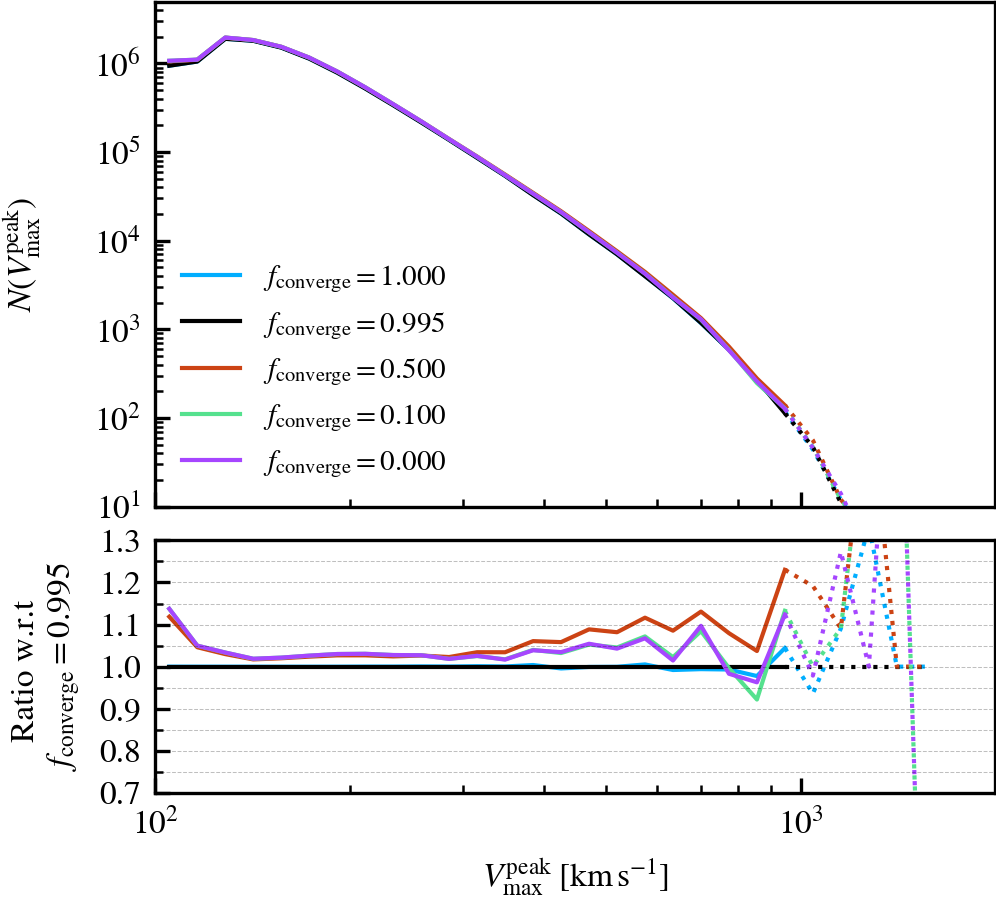 10^6
10^5
10^4
10^3
10^2
10^1
N(V_max^peak)
f_converge = 1.000
f_converge = 0.995
f_converge = 0.500
f_converge = 0.100
f_converge = 0.000
1.3
1.2
1.1
1.0
0.9
0.8
0.7
Ratio w.r.t
f_converge = 0.995
10^2
10^3
V_max^peak [km s^−1]